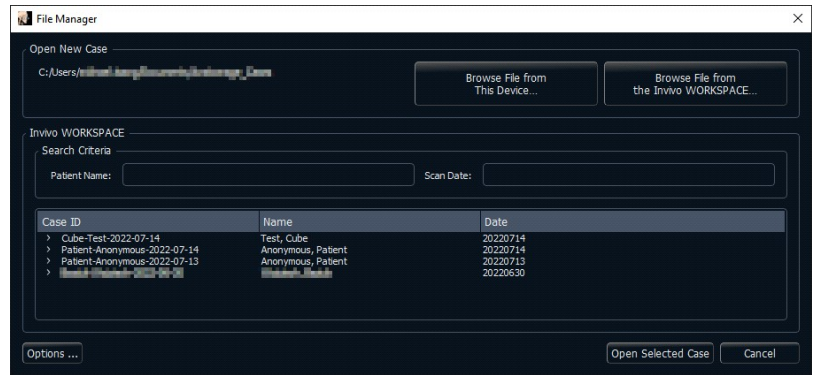 File Manager
Open New Case
C:/Users/
Browse File from
This Device...
Browse File from
the Invivo WORKSPACE...
Invivo WORKSPACE
Search Criteria
Patient Name:
Scan Date:
Case ID Name Date
Cube-Test-2022-07-14 Test, Cube 20220714
Patient-Anonymous-2022-07-14 Anonymous, Patient 20220714
Patient-Anonymous-2022-07-13 Anonymous, Patient 20220713
20220630
Options ...
Open Selected Case
Cancel